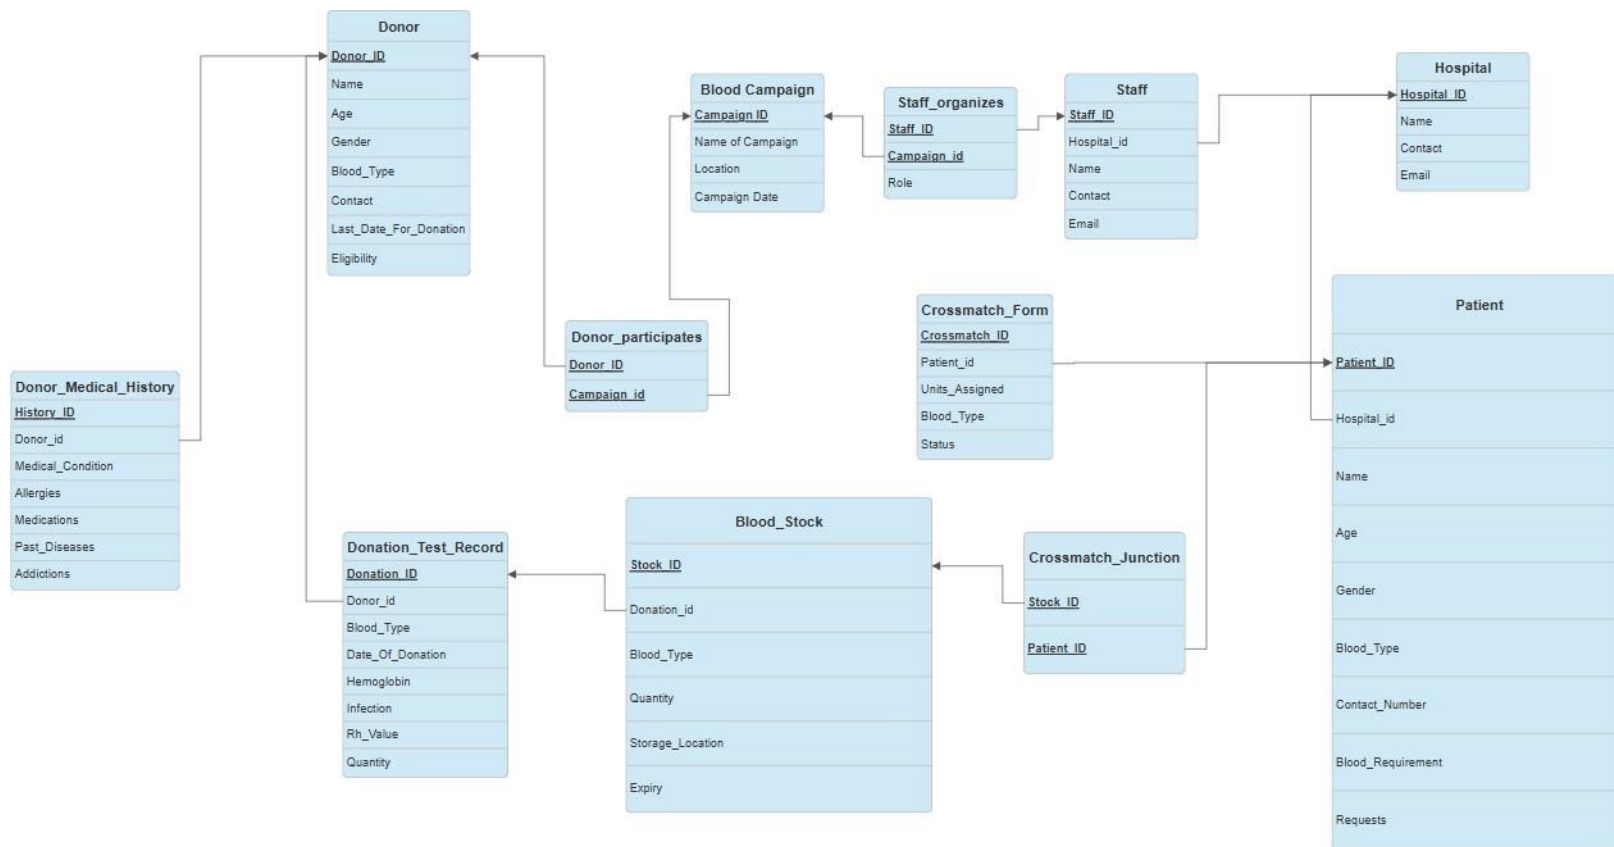 Donor
Donor_ID
Name
Age
Gender
Blood_Type
Contact
Last_Date_For_Donation
Eligibility
Blood Campaign
Campaign ID
Name of Campaign
Location
Campaign Date
Staff_organizes
Staff_ID
Campaign_id
Role
Staff
Staff_ID
Hospital_id
Name
Contact
Email
Hospital
Hospital_ID
Name
Contact
Email
Donor_Medical_History
History_ID
Donor_id
Medical_Condition
Allergies
Medications
Past_Diseases
Addictions
Donor_participates
Donor_ID
Campaign_id
Crossmatch_Form
Crossmatch_ID
Patient_id
Units_Assigned
Blood_Type
Status
Patient
Patient_ID
Hospital_id
Name
Age
Gender
Blood_Type
Contact_Number
Blood_Requirement
Requests
Donation_Test_Record
Donation_ID
Donor_id
Blood_Type
Date_Of_Donation
Hemoglobin
Infection
Rh_Value
Quantity
Blood_Stock
Stock_ID
Donation_id
Blood_Type
Quantity
Storage_Location
Expiry
Crossmatch_Junction
Stock_ID
Patient_ID